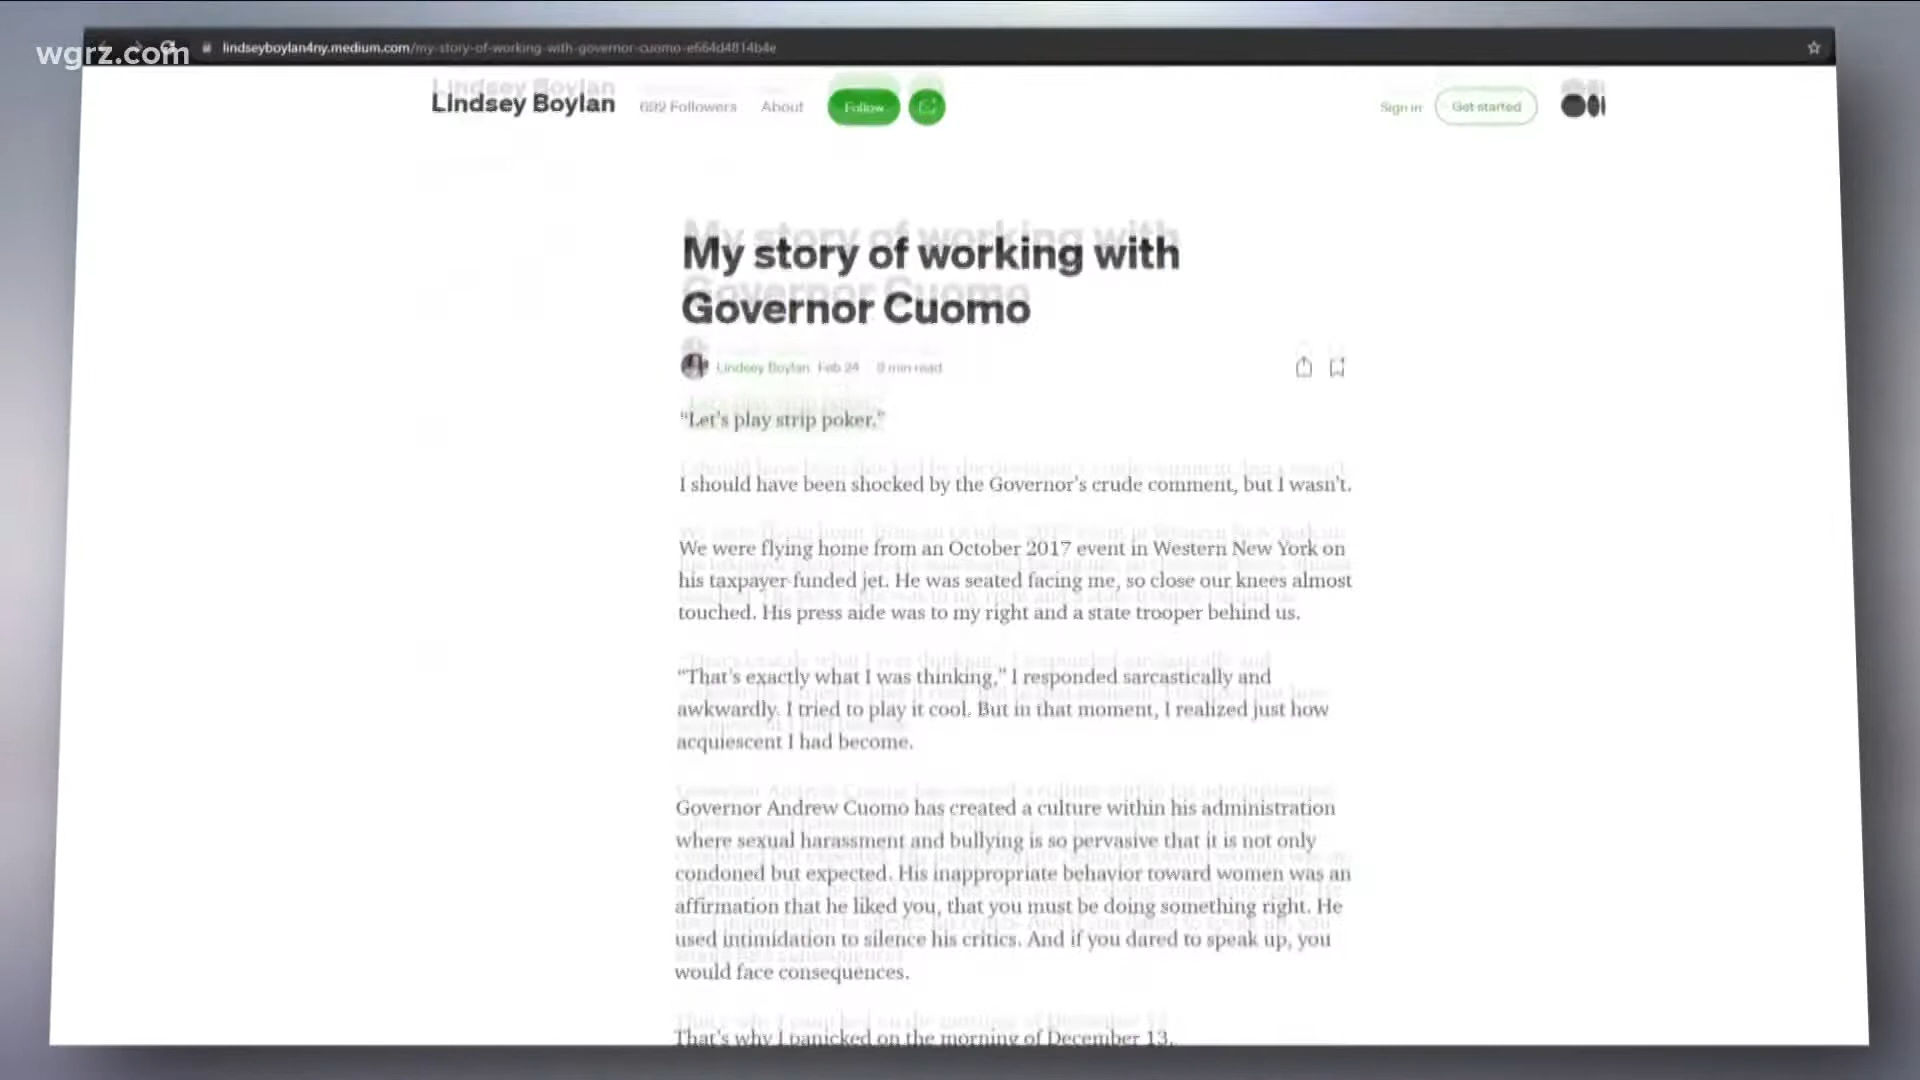 wgrz.com
lindseyboylan4ny.medium.com/my-story-of-working-with-governor-cuomo-e664d4814b4e
Lindsey Boylan 692 Followers About Follow Sign in Get started
My story of working with
Governor Cuomo
Lindsey Boylan Feb 24 min read
“Let's play strip poker.”
I should have been shocked by the Governor's crude comment, but I wasn't.
We were flying home from an October 2017 event in Western New York on
his taxpayer-funded jet. He was seated facing me, so close our knees almost
touched. His press aide was to my right and a state trooper behind us.
“That's exactly what I was thinking,” I responded sarcastically and
awkwardly. I tried to play it cool. But in that moment, I realized just how
acquiescent I had become.
Governor Andrew Cuomo has created a culture within his administration
where sexual harassment and bullying is so pervasive that it is not only
condoned but expected. His inappropriate behavior toward women was an
affirmation that he liked you, that you must be doing something right. He
used intimidation to silence his critics. And if you dared to speak up, you
would face consequences.
That's why I panicked on the morning of December 13.